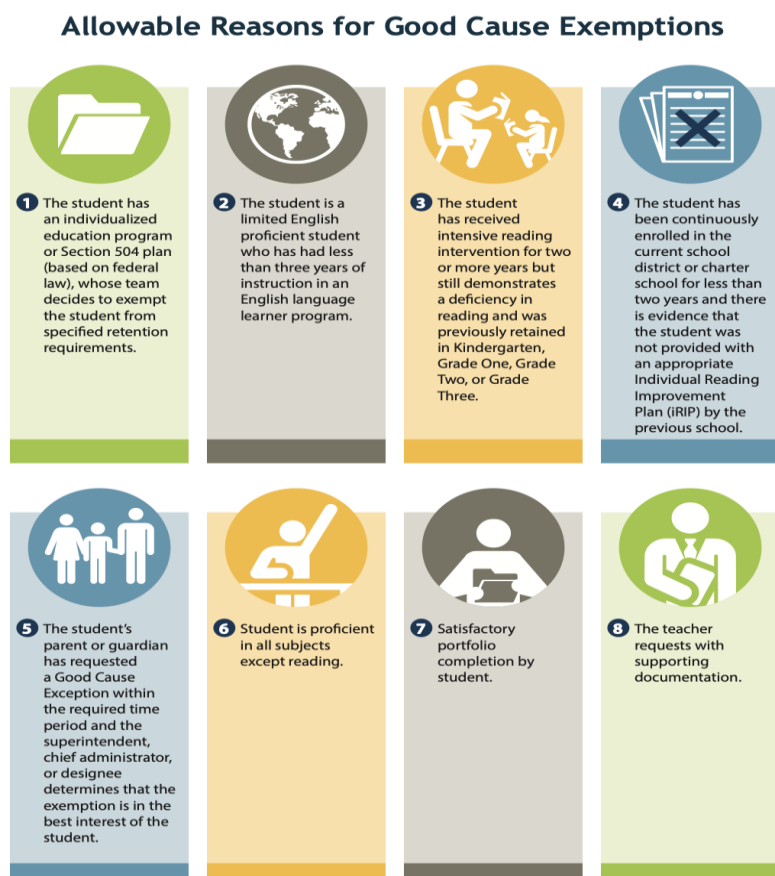 Allowable Reasons for Good Cause Exemptions
1 The student has
an individualized
education program
or Section 504 plan
(based on federal
law), whose team
decides to exempt
the student from
specified retention
requirements.
2 The student is a
limited English
proficient student
who has had less
than three years of
instruction in an
English language
learner program.
3 The student
has received
intensive reading
intervention for two
or more years but
still demonstrates
a deficiency in
reading and was
previously retained
in Kindergarten,
Grade One, Grade
Two, or Grade
Three.
4 The student has
been continuously
enrolled in the
current school
district or charter
school for less than
two years and there
is evidence that
the student was
not provided with
an appropriate
Individual Reading
Improvement
Plan (iRIP) by the
previous school.
5 The student's
parent or guardian
has requested
a Good Cause
Exception within
the required time
period and the
superintendent,
chief administrator,
or designee
determines that the
exemption is in the
best interest of the
student.
6 Student is proficient
in all subjects
except reading.
7 Satisfactory
portfolio
completion by
student.
8 The teacher
requests with
supporting
documentation.